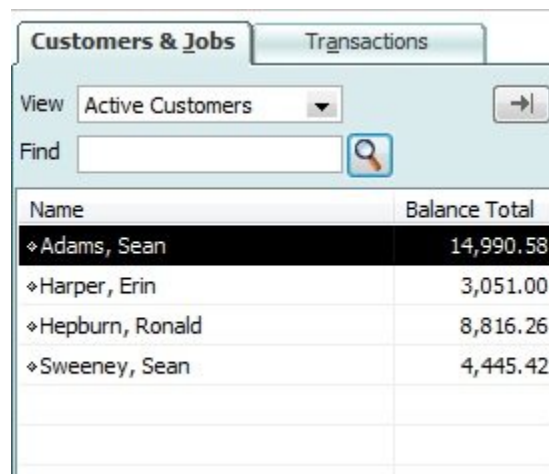 Customers & Jobs Transactions
View Active Customers
Find
Name Balance Total
Adams, Sean 14,990.58
Harper, Erin 3,051.00
Hepburn, Ronald 8,816.26
Sweeney, Sean 4,445.42